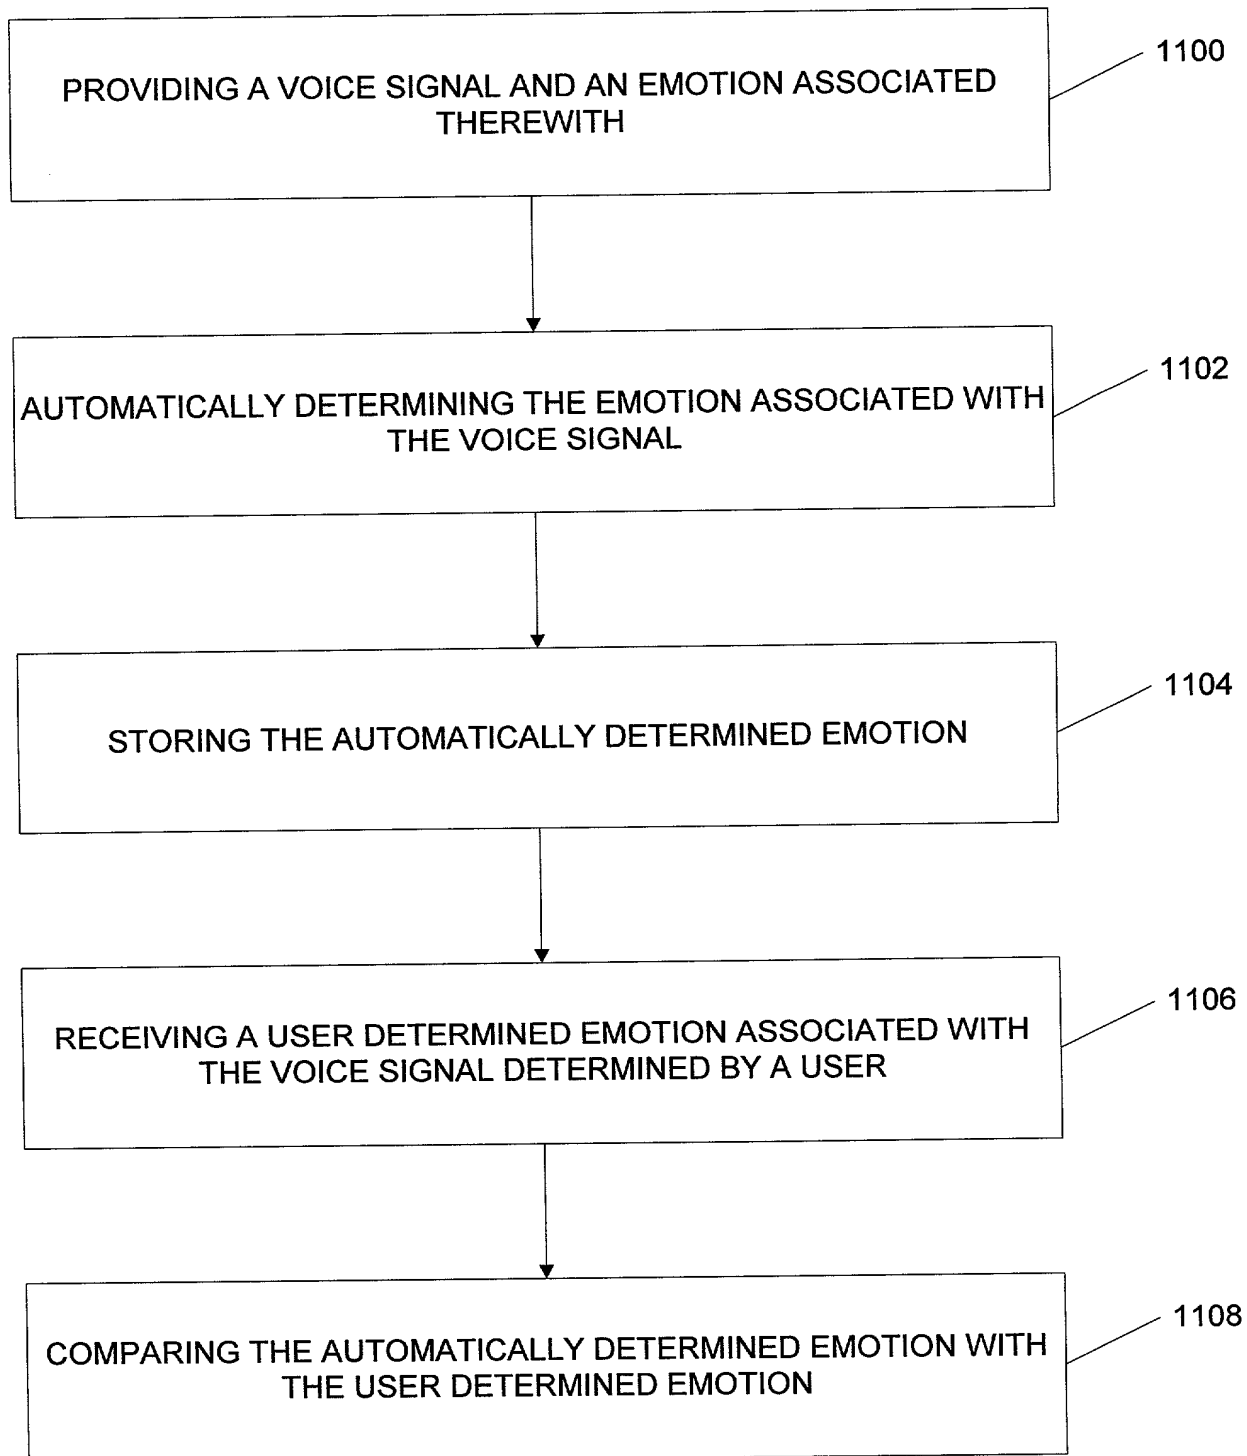 PROVIDING A VOICE SIGNAL AND AN EMOTION ASSOCIATED
THEREWITH
1100
AUTOMATICALLY DETERMINING THE EMOTION ASSOCIATED WITH
THE VOICE SIGNAL
1102
STORING THE AUTOMATICALLY DETERMINED EMOTION
1104
RECEIVING A USER DETERMINED EMOTION ASSOCIATED WITH
THE VOICE SIGNAL DETERMINED BY A USER
1106
COMPARING THE AUTOMATICALLY DETERMINED EMOTION WITH
THE USER DETERMINED EMOTION
1108